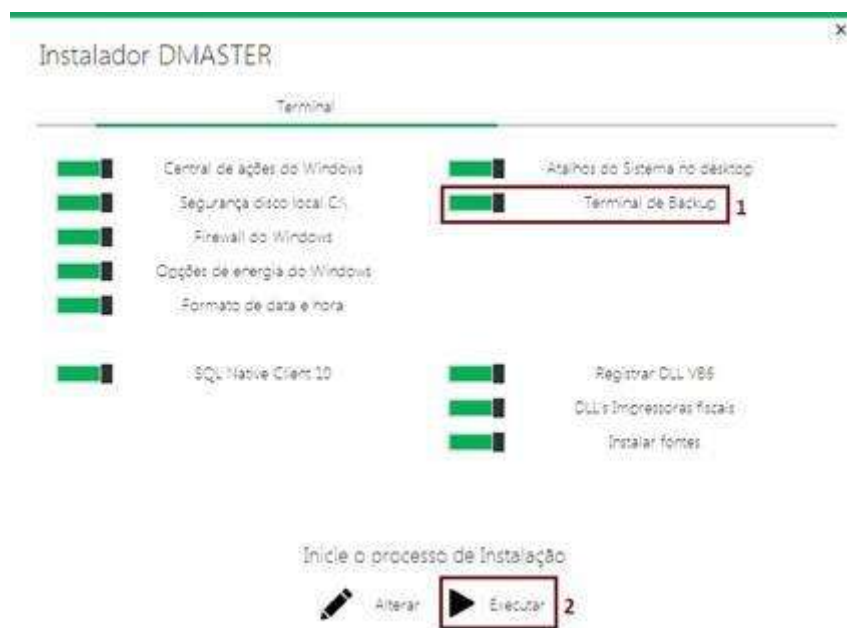 ×
Instalador DMASTER
Terminal
Central de ações do Windows
Atalhos do Sistema no desktop
Segurança disco local C:\
Terminal de Backup
1
Firewall do Windows
Opções de energia do Windows
Formato de data e hora
SQL Native Client 10
Registrar DLL VB6
DLL's Impressoras fiscais
Instalar fontes
Inicie o processo de Instalação
Alterar
Executar
2